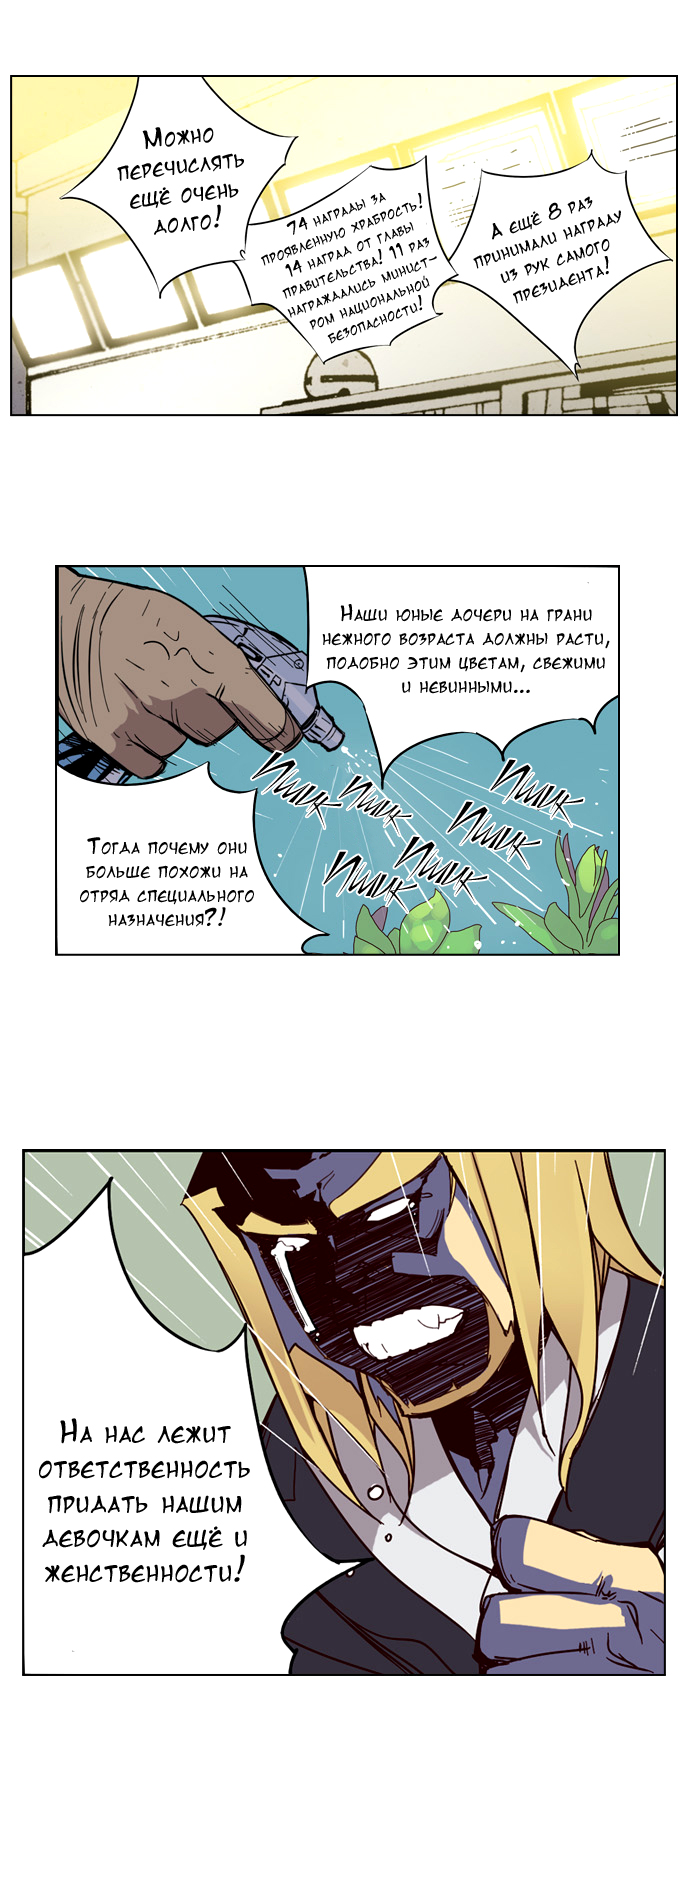 Можно
перечислять
ещё очень
долго!
74 награды за
проявленную храбрость!
14 наград от главы
правительства! 11 раз
награждались минист-
ром национальной
безопасности!
А ещё 8 раз
принимали награду
из рук самого
президента!
Наши юные дочери на грани
нежного возраста должны расти,
подобно этим цветам, свежими
и невинными...
Пшик
Пшик
Пшик
Пшик
Пшик
Пшик
Тогда почему они
больше похожи на
отряд специального
назначения?!
На нас лежит
ответственность
придать нашим
девочкам ещё и
женственности!